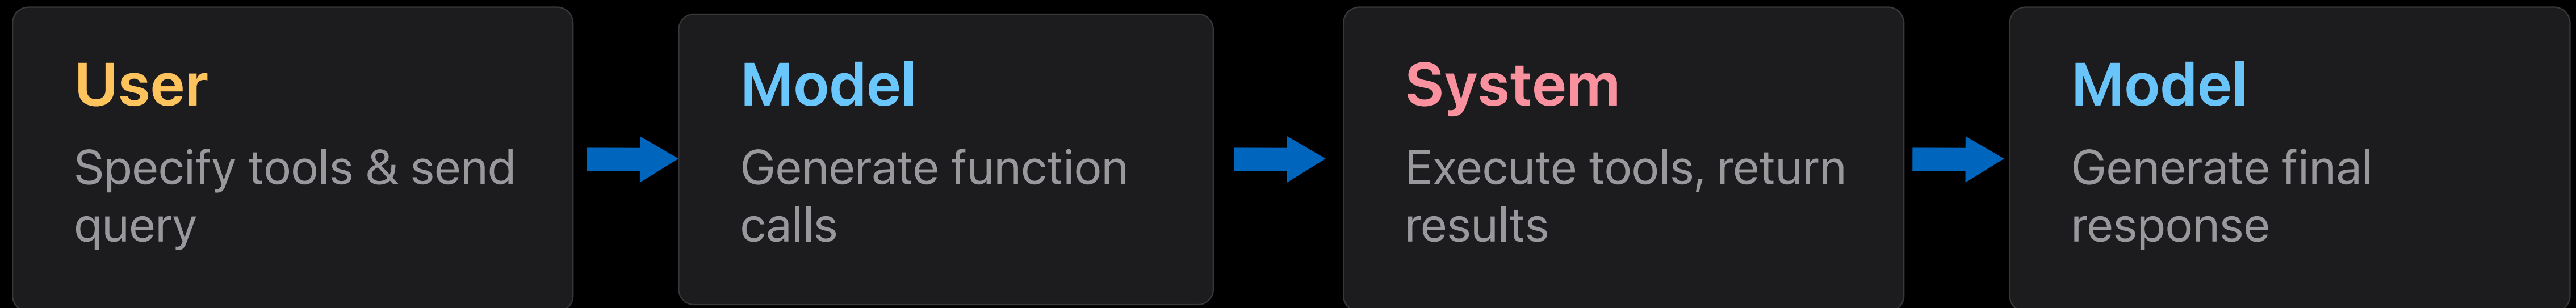 User
Specify tools & send
query
Model
Generate function
calls
System
Execute tools, return
results
Model
Generate final
response